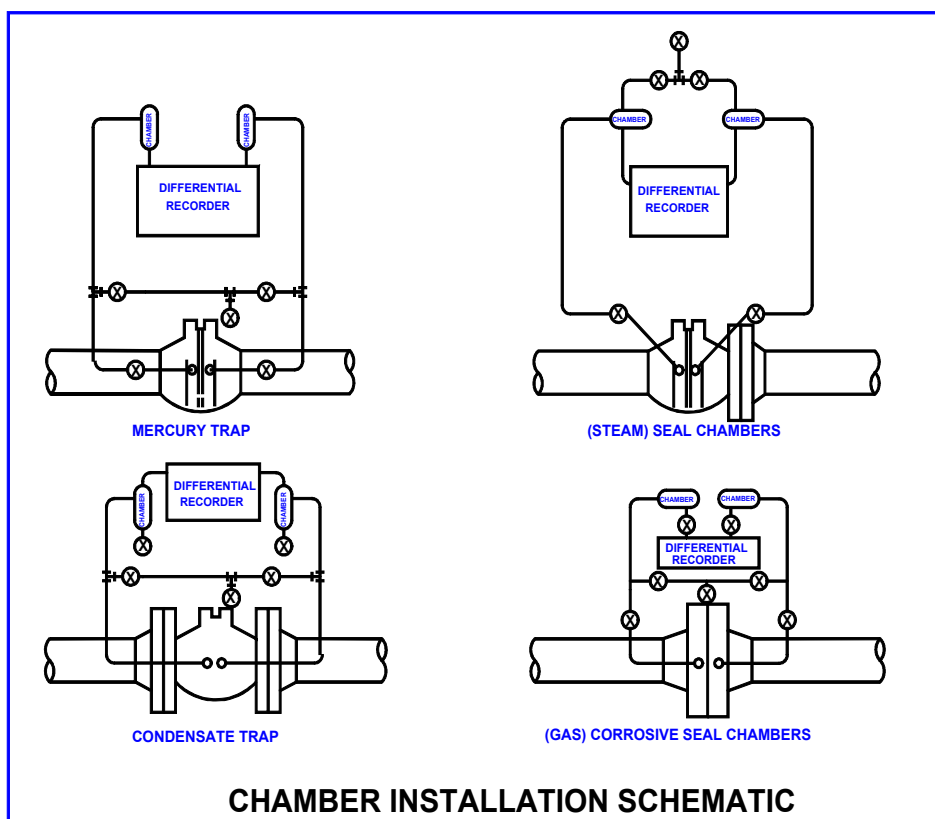 CHAMBER
CHAMBER
DIFFERENTIAL
RECORDER
X
X
X
X
X
MERCURY TRAP
X
X
X
CHAMBER
CHAMBER
DIFFERENTIAL
RECORDER
X
X
(STEAM) SEAL CHAMBERS
DIFFERENTIAL
RECORDER
CHAMBER
CHAMBER
X
X
X
X
X
CONDENSATE TRAP
CHAMBER
CHAMBER
X
X
DIFFERENTIAL
RECORDER
X
X
X
X
X
(GAS) CORROSIVE SEAL CHAMBERS
CHAMBER INSTALLATION SCHEMATIC